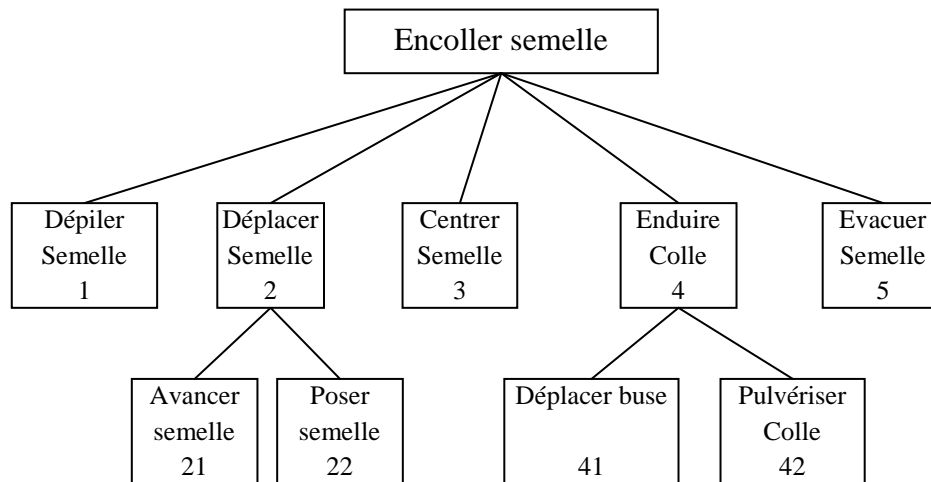 Encoller semelle
Dépiler
Semelle
1
Déplacer
Semelle
2
Centrer
Semelle
3
Enduire
Colle
4
Evacuer
Semelle
5
Avancer
semelle
21
Poser
semelle
22
Déplacer buse
41
Pulvériser
Colle
42